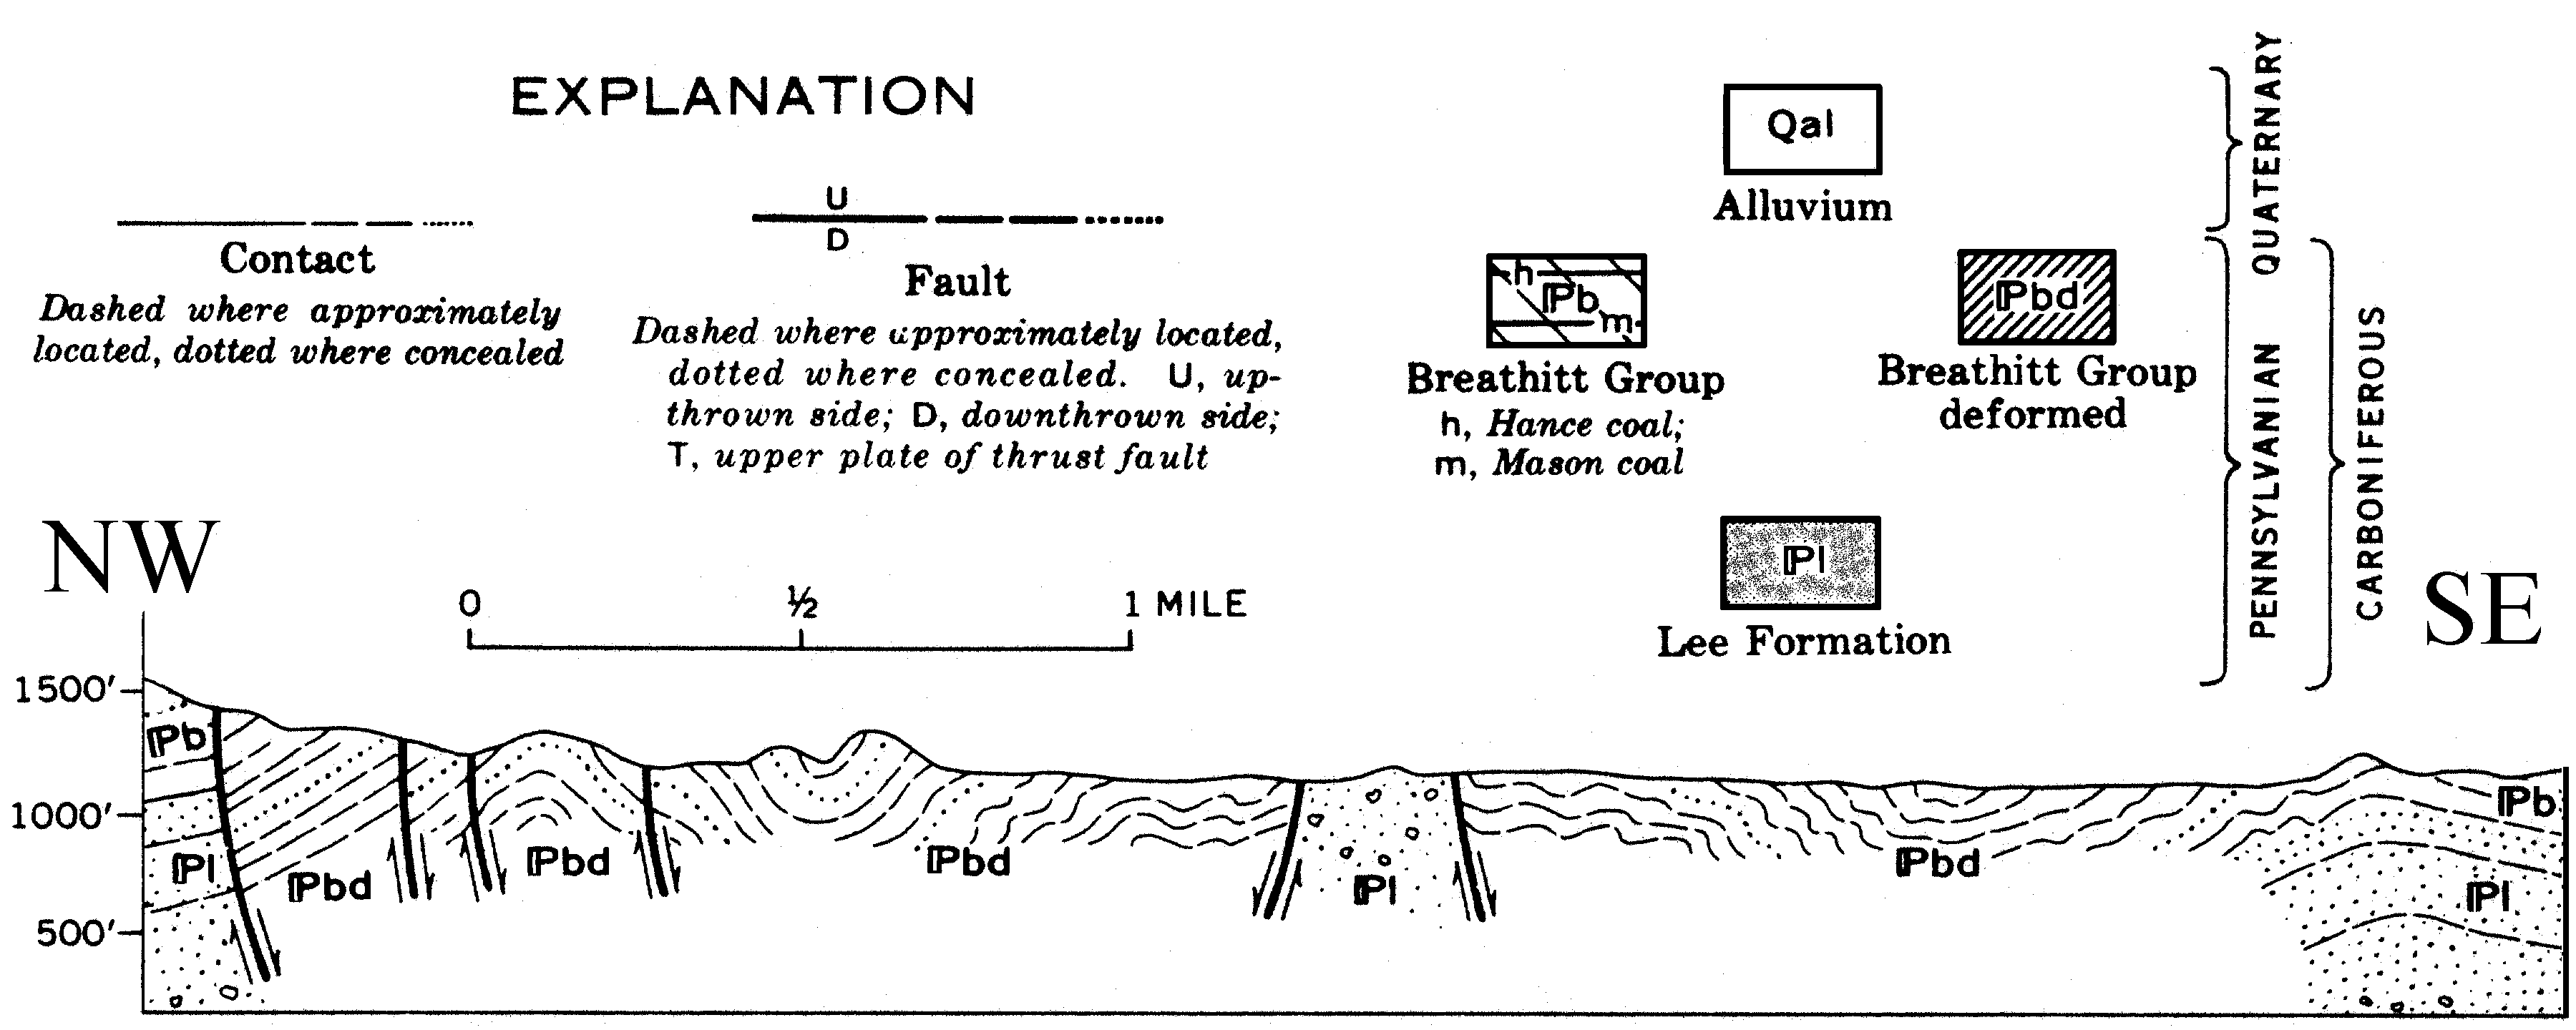 EXPLANATION
Contact
Dashed where approximately
located, dotted where concealed
U
D
Fault
Dashed where approximately located,
dotted where concealed. U, up-
thrown side; D, downthrown side;
T, upper plate of thrust fault
Qal
Alluvium
h
ℙb
m
Breathitt Group
h, Hance coal;
m, Mason coal
ℙbd
Breathitt Group
deformed
ℙl
Lee Formation
QUATERNARY
PENNSYLVANIAN
CARBONIFEROUS
NW
SE
0 ½ 1 MILE
1500′
1000′
500′
ℙb
ℙl
ℙbd
ℙbd
ℙbd
ℙl
ℙbd
ℙb
ℙl